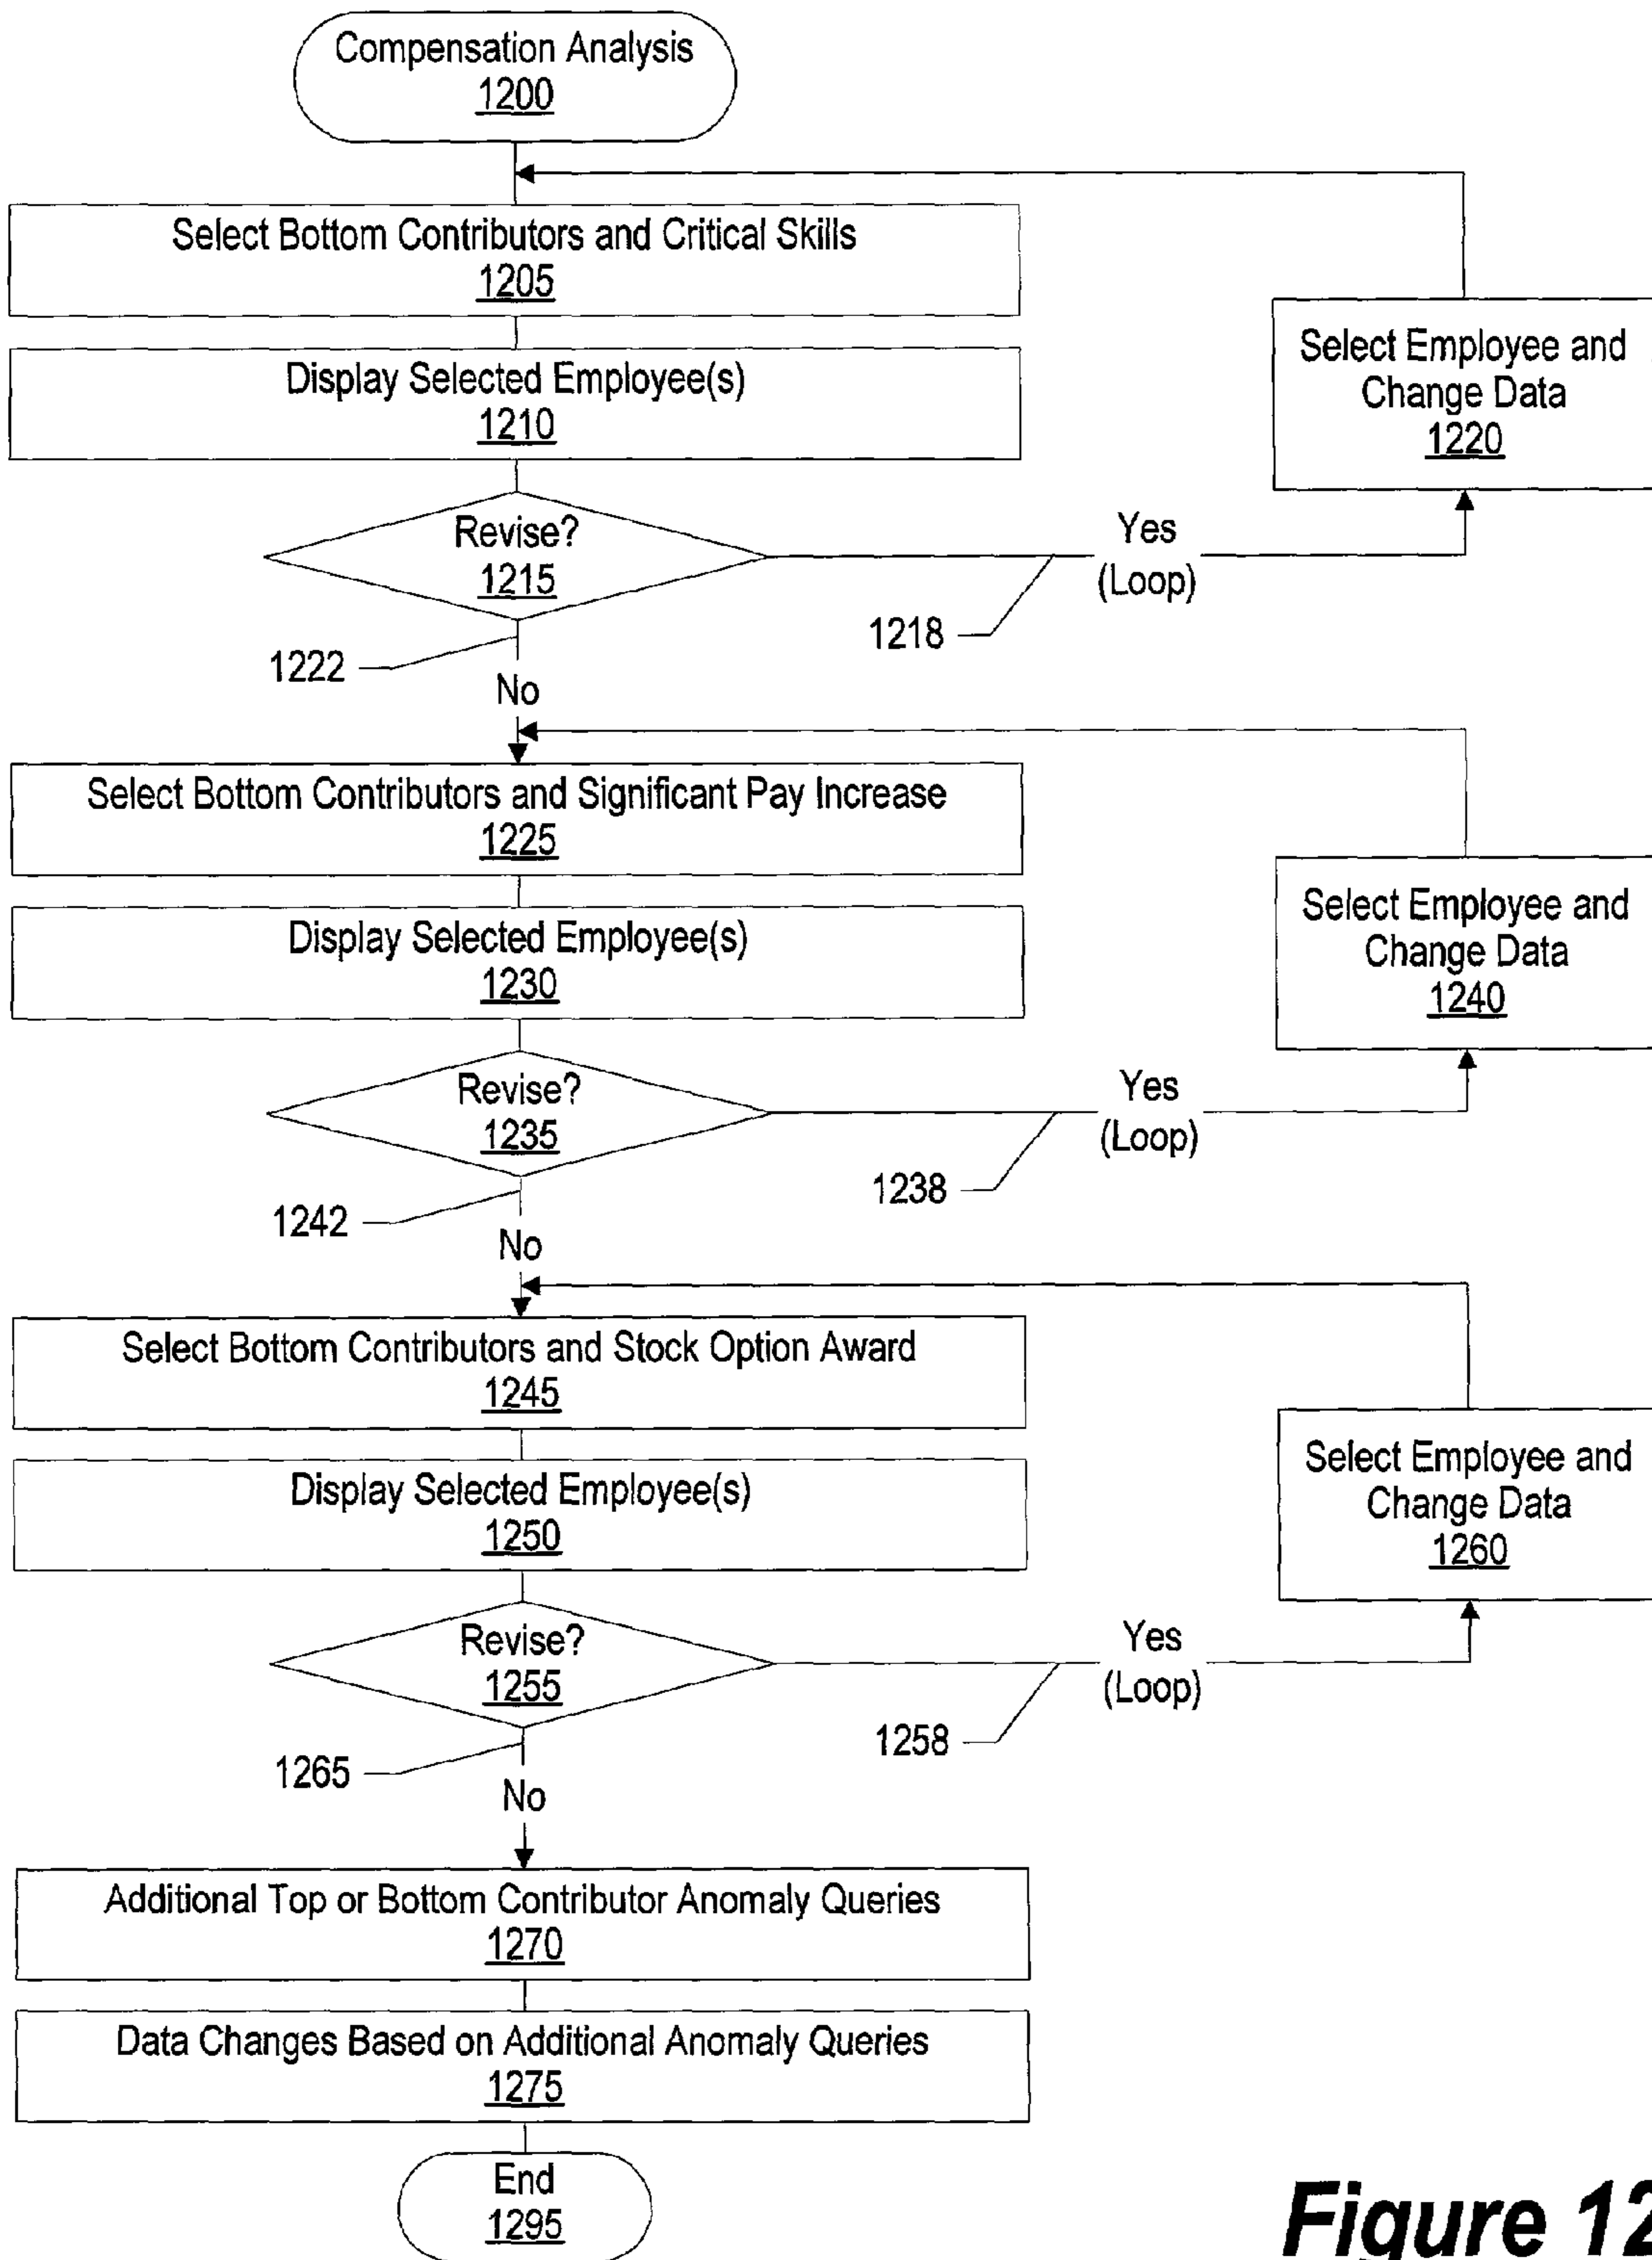 Compensation Analysis
1200
Select Bottom Contributors and Critical Skills
1205
Display Selected Employee(s)
1210
Select Employee and
Change Data
1220
Revise?
1215
Yes
(Loop)
1218
1222
No
Select Bottom Contributors and Significant Pay Increase
1225
Display Selected Employee(s)
1230
Select Employee and
Change Data
1240
Revise?
1235
Yes
(Loop)
1238
1242
No
Select Bottom Contributors and Stock Option Award
1245
Display Selected Employee(s)
1250
Select Employee and
Change Data
1260
Revise?
1255
Yes
(Loop)
1258
1265
No
Additional Top or Bottom Contributor Anomaly Queries
1270
Data Changes Based on Additional Anomaly Queries
1275
End
1295
Figure 12